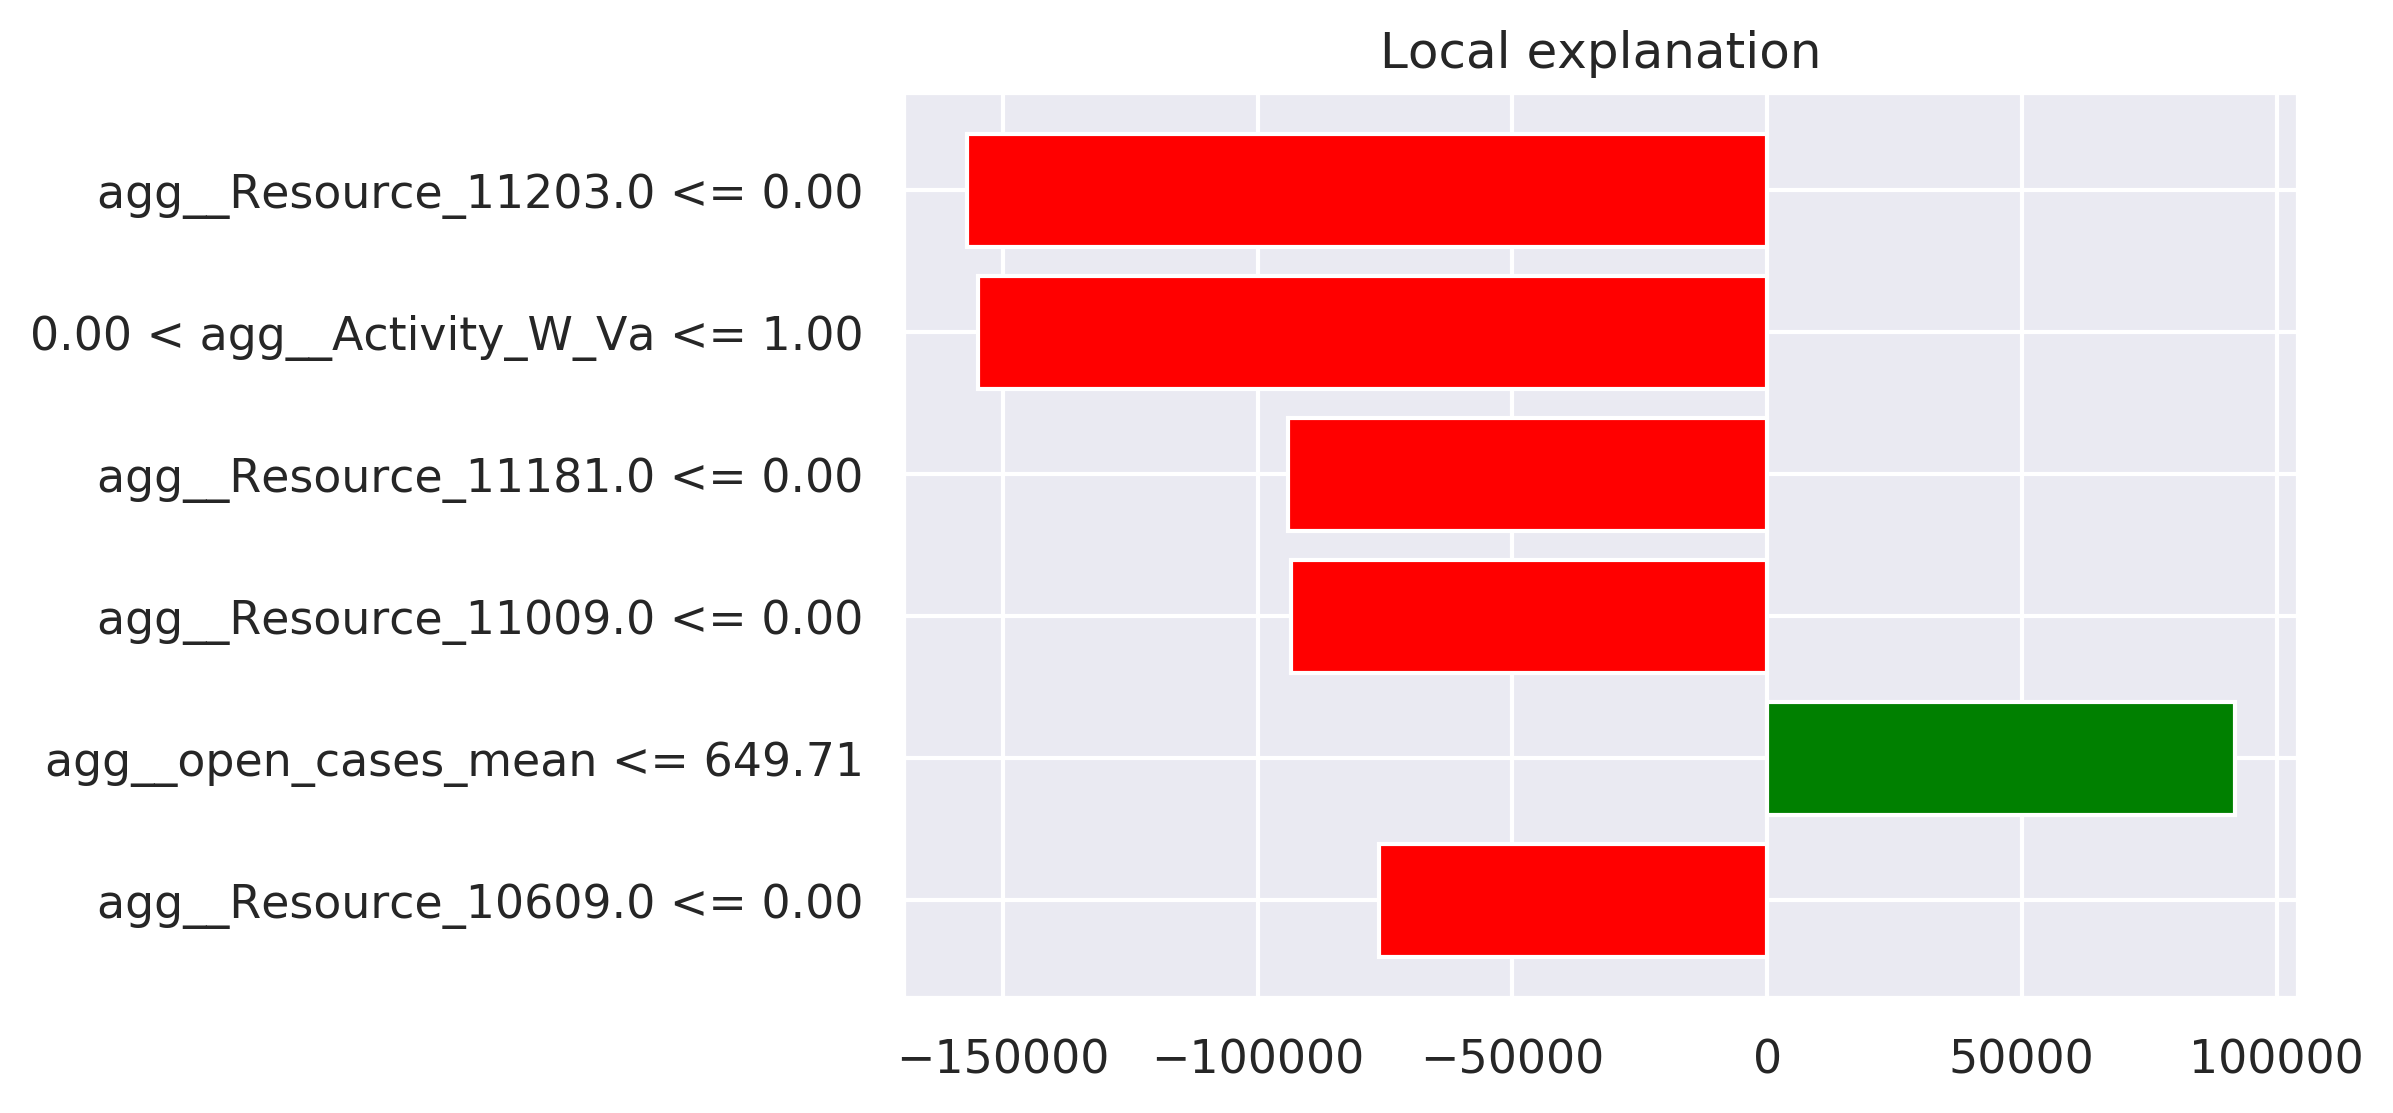 Local explanation
agg__Resource_11203.0 <= 0.00
0.00 < agg__Activity_W_Va <= 1.00
agg__Resource_11181.0 <= 0.00
agg__Resource_11009.0 <= 0.00
agg__open_cases_mean <= 649.71
agg__Resource_10609.0 <= 0.00
−150000 −100000 −50000 0 50000 100000